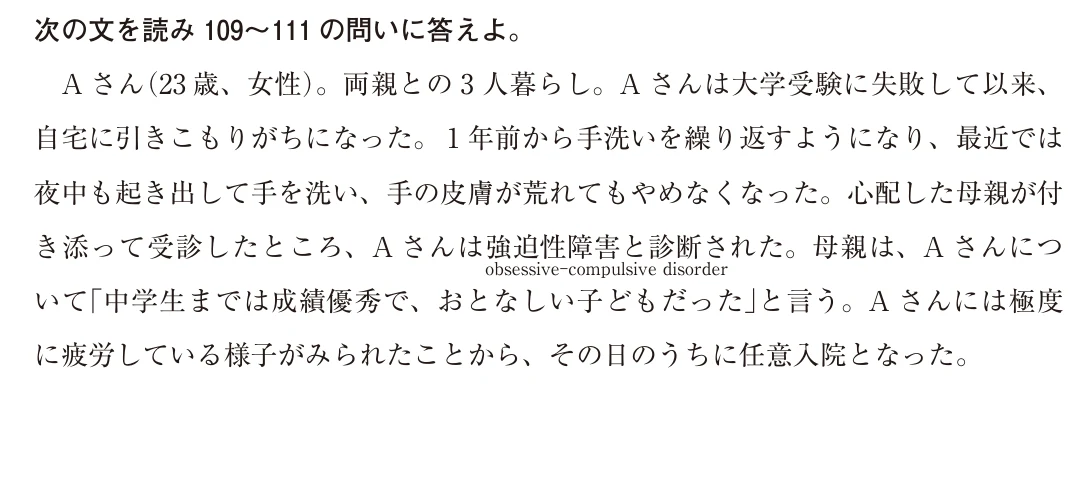 次の文を読み 109〜111 の問いに答えよ。
A さん(23 歳、女性)。両親との 3 人暮らし。A さんは大学受験に失敗して以来、
自宅に引きこもりがちになった。1 年前から手洗いを繰り返すようになり、最近では
夜中も起き出して手を洗い、手の皮膚が荒れてもやめなくなった。心配した母親が付
き添って受診したところ、A さんは強迫性障害と診断された。母親は、A さんにつ
obsessive-compulsive disorder
いて「中学生までは成績優秀で、おとなしい子どもだった」と言う。A さんには極度
に疲労している様子がみられたことから、その日のうちに任意入院となった。